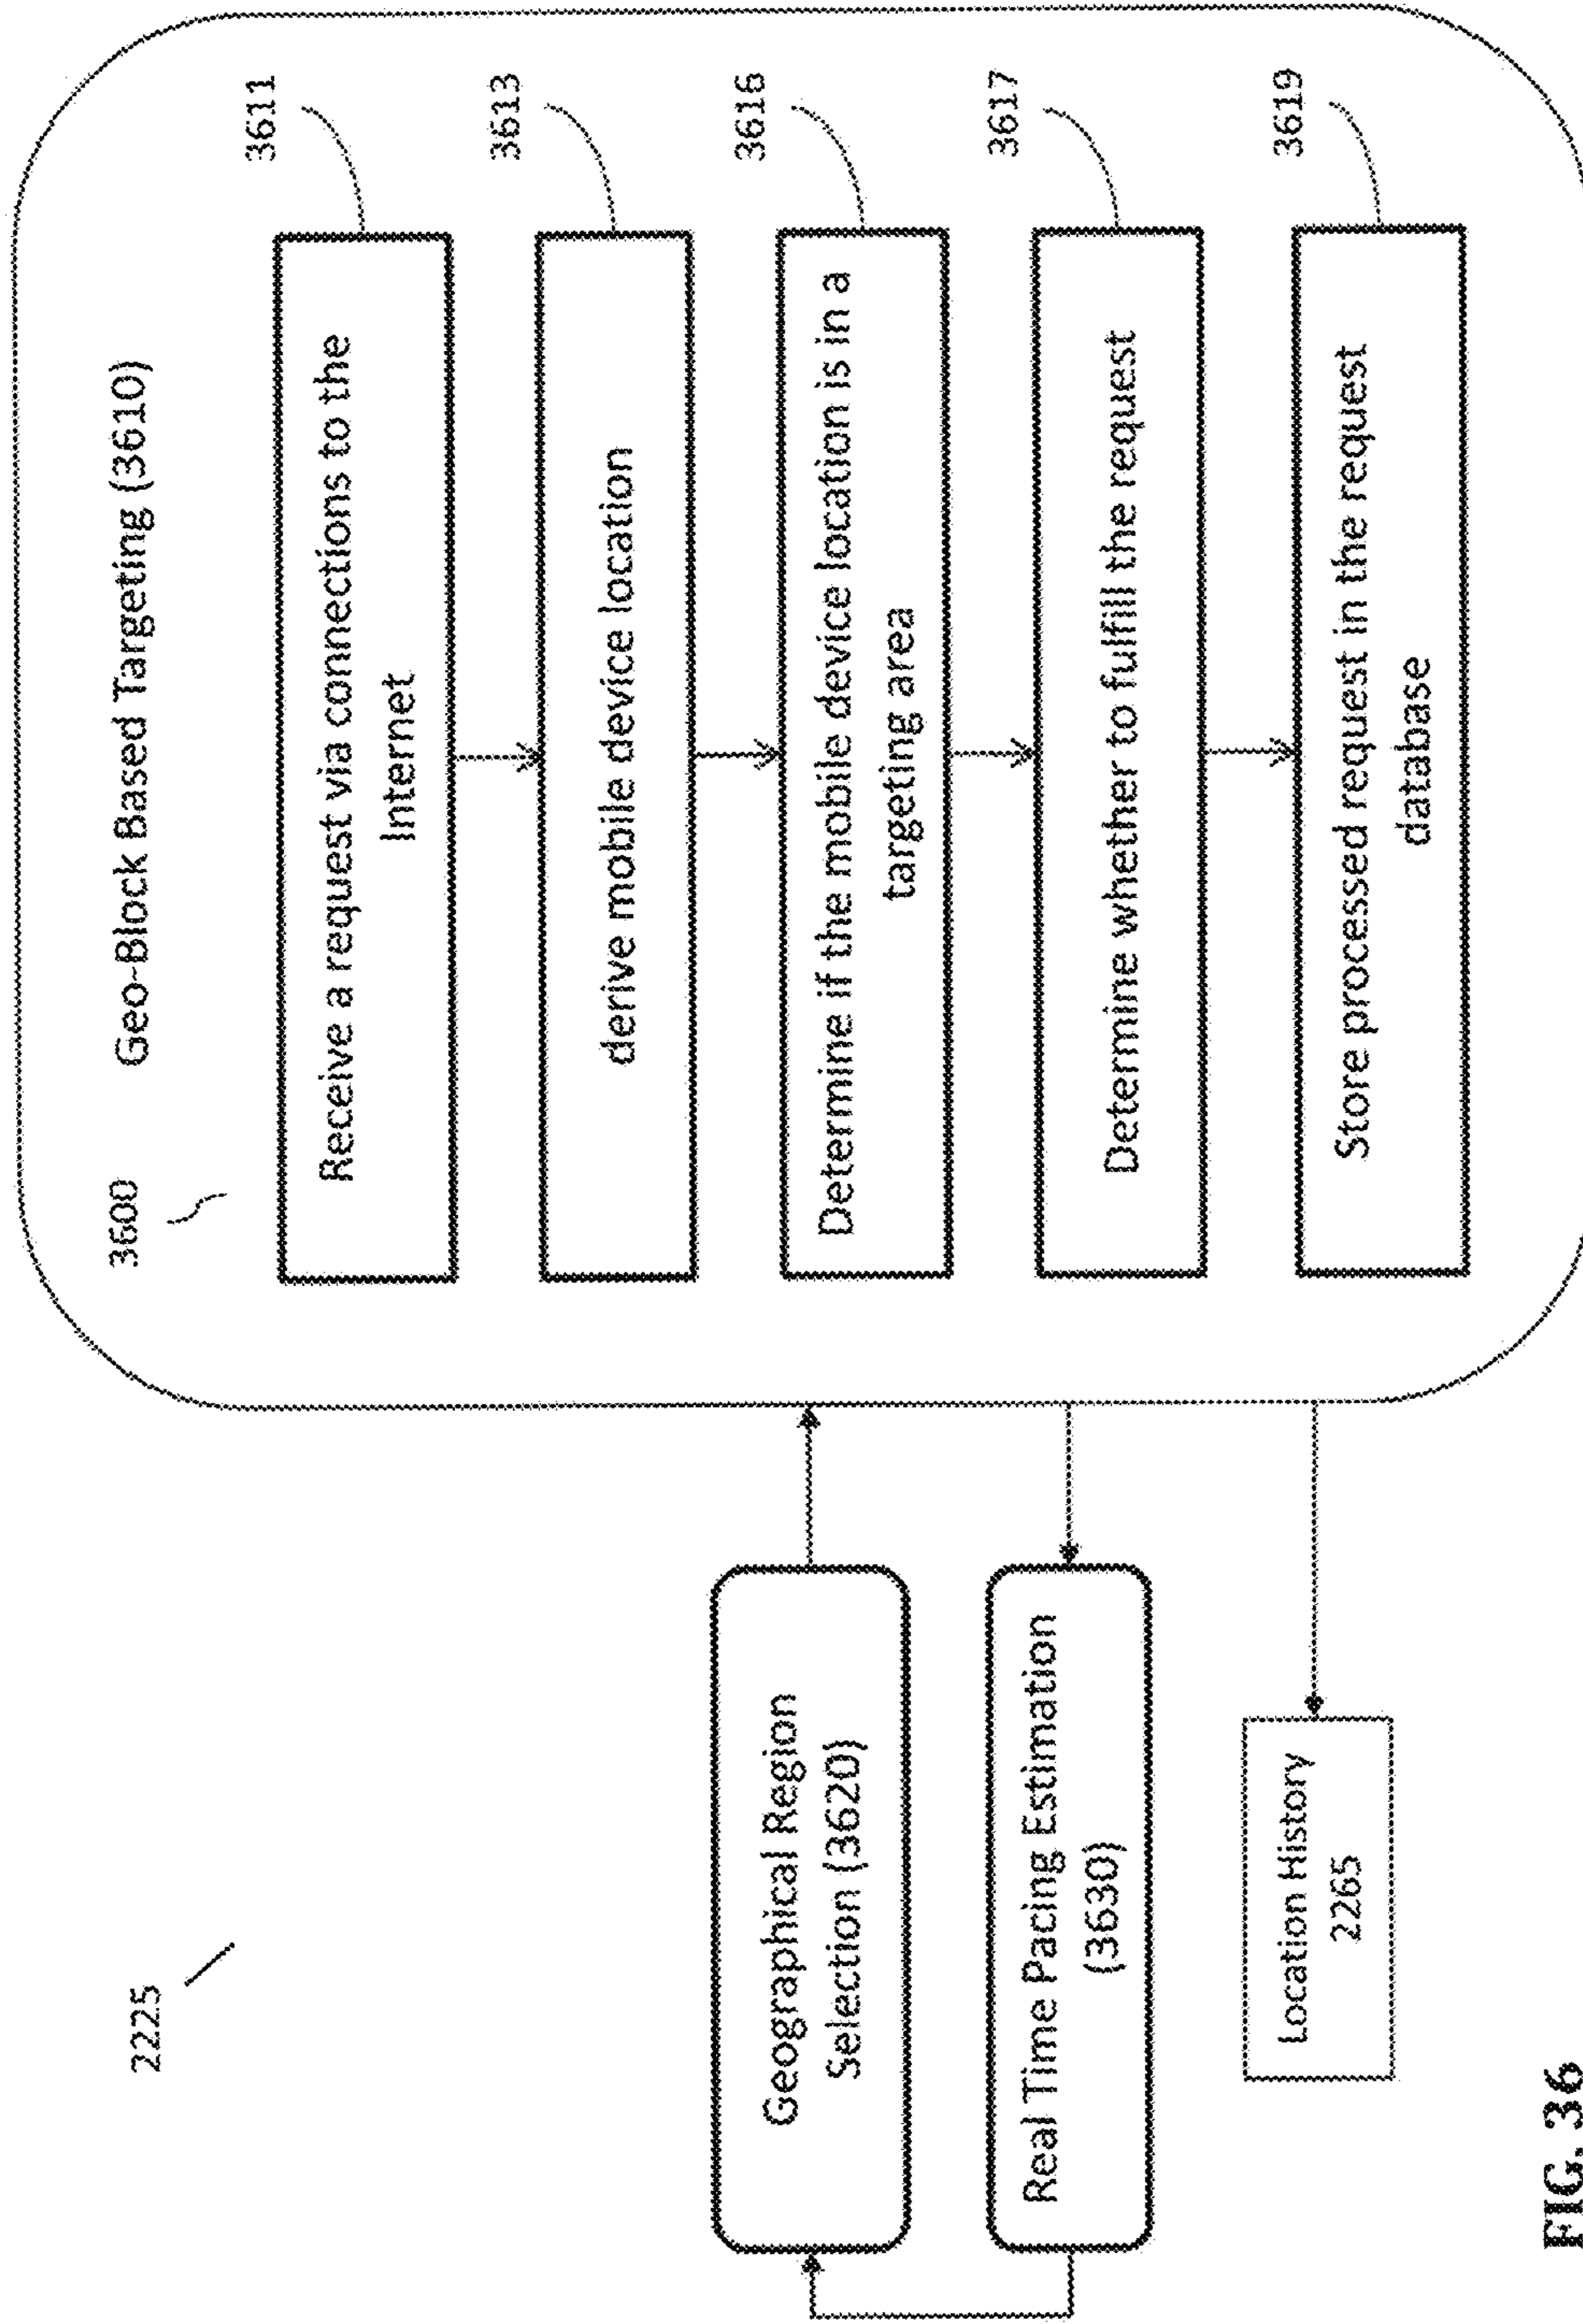 2225
3600
Geo-Block Based Targeting (3610)
Receive a request via connections to the
Internet
3611
derive mobile device location
3613
Determine if the mobile device location is in a
targeting area
3616
Determine whether to fulfill the request
3617
Store processed request in the request
database
3619
Geographical Region
Selection (3620)
Real Time Pacing Estimation
(3630)
Location History
2265
FIG. 36